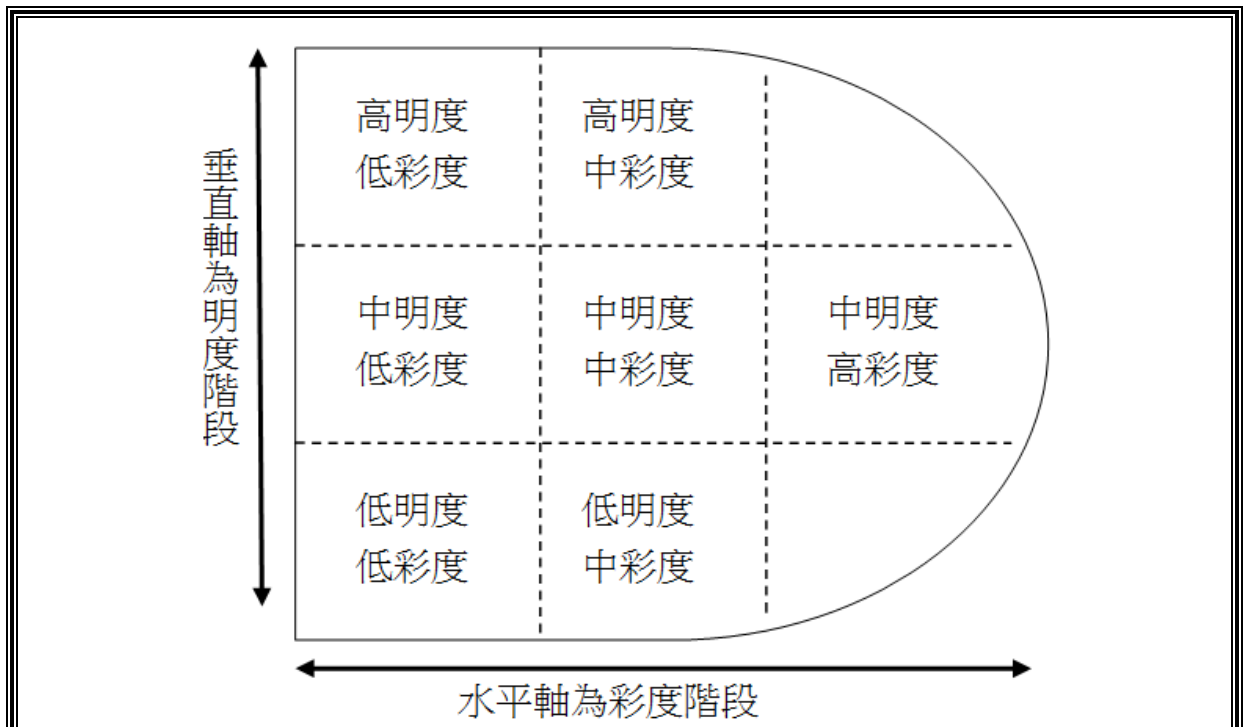 垂直軸為明度階段
高明度
低彩度
高明度
中彩度
中明度
低彩度
中明度
中彩度
中明度
高彩度
低明度
低彩度
低明度
中彩度
水平軸為彩度階段